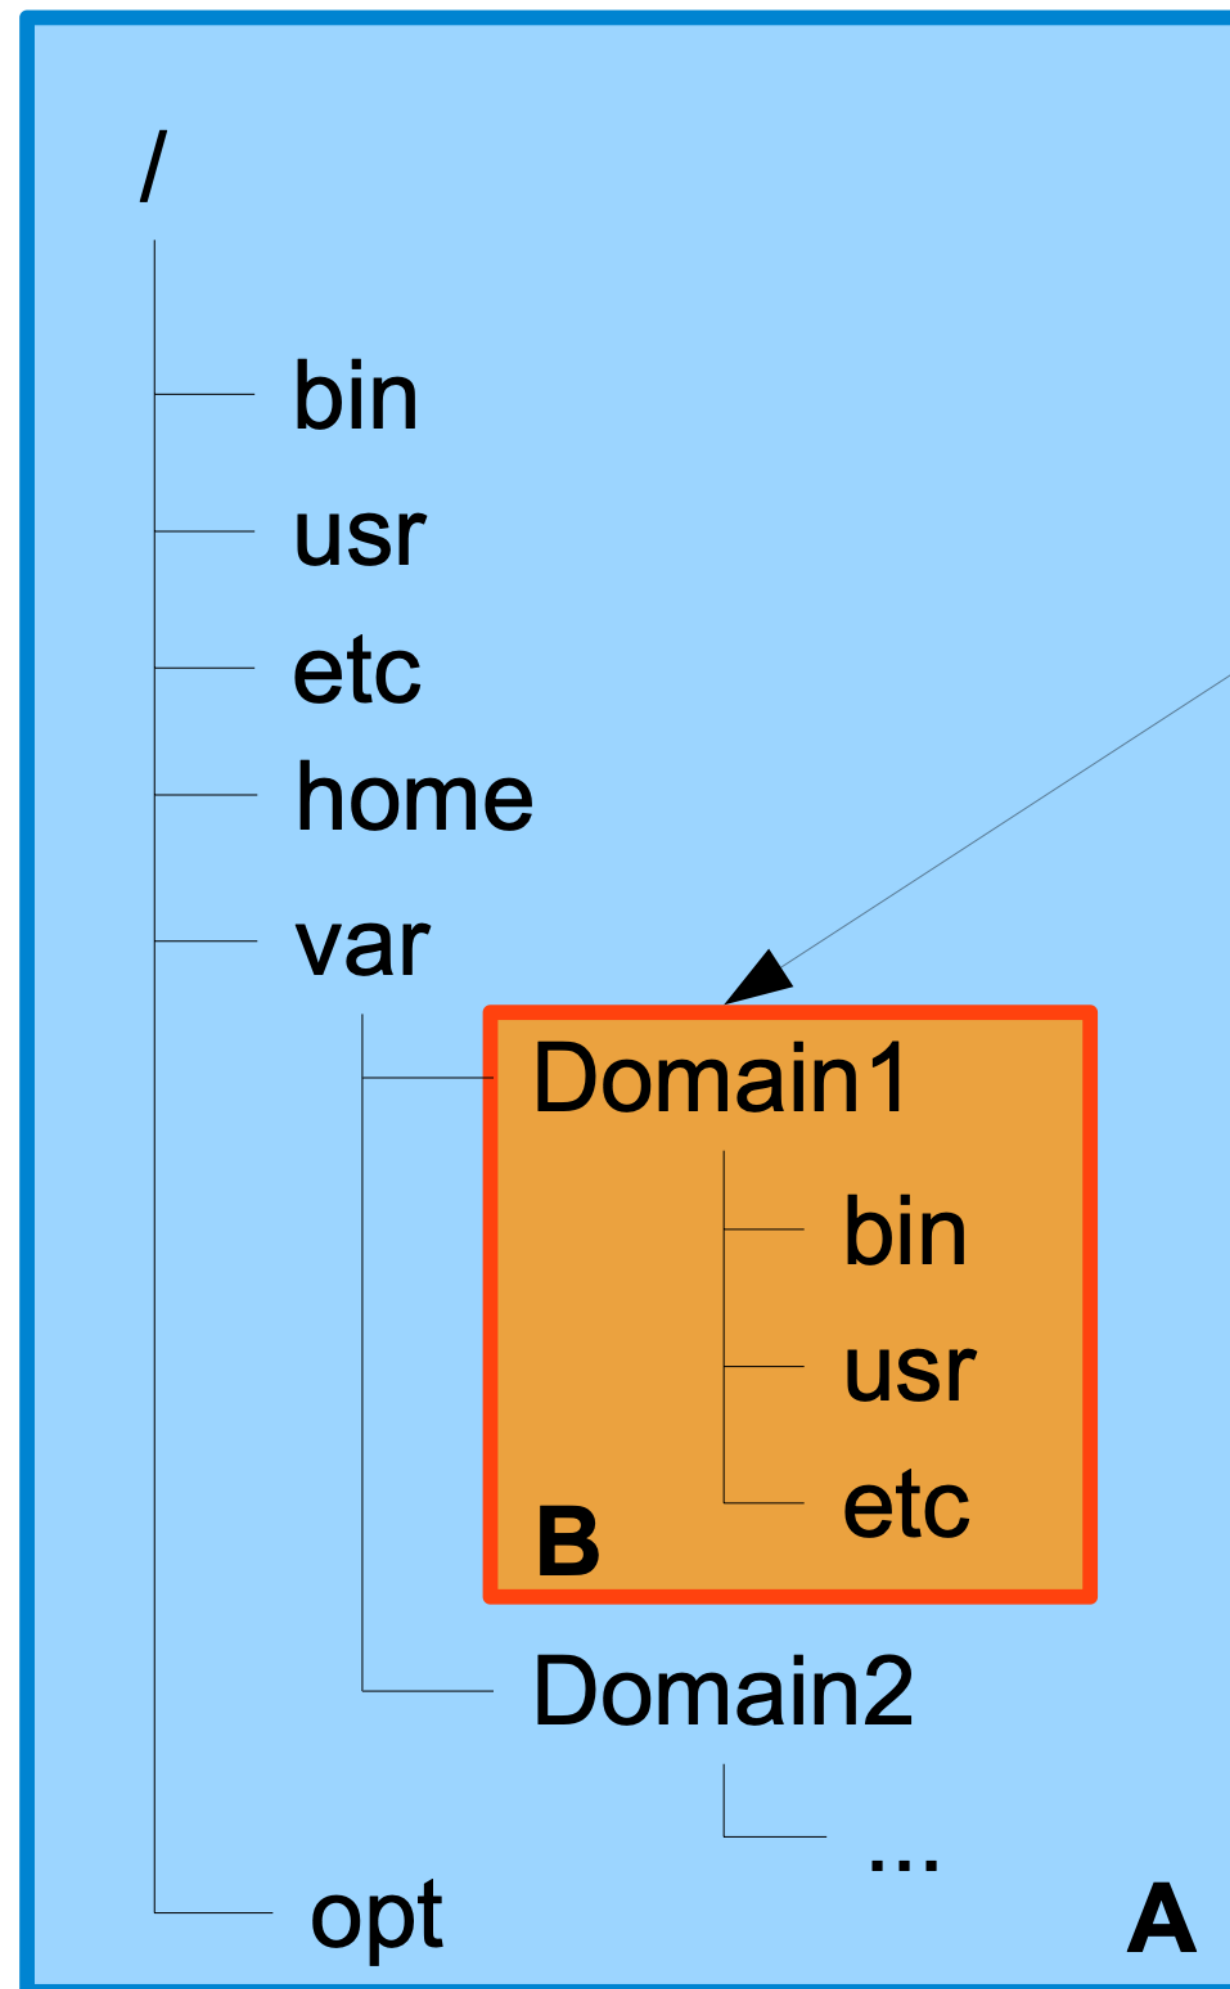 /
bin
usr
etc
home
var
Domain1
bin
usr
etc
B
Domain2
...
opt
A